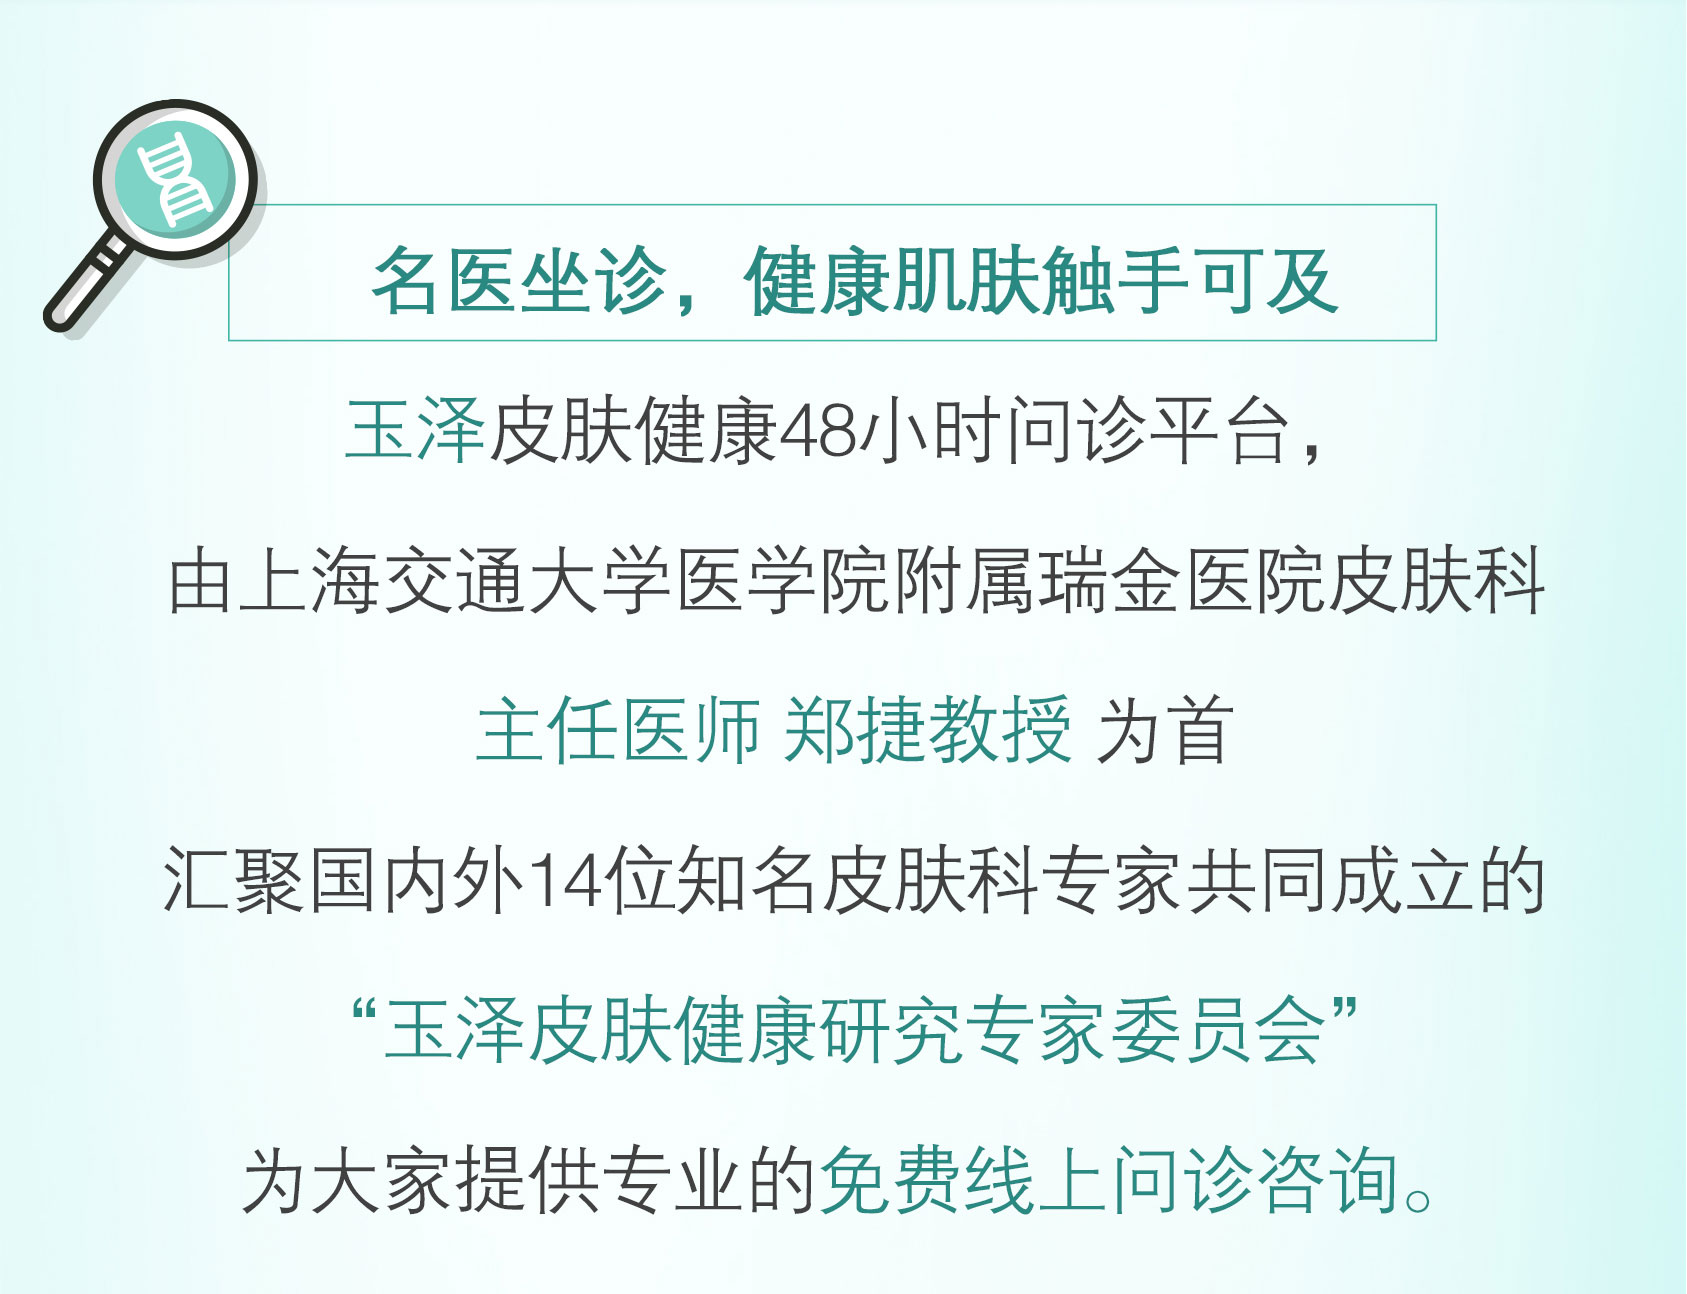 名医坐诊，健康肌肤触手可及
玉泽皮肤健康48小时问诊平台，
由上海交通大学医学院附属瑞金医院皮肤科
主任医师 郑捷教授 为首
汇聚国内外14位知名皮肤科专家共同成立的
“玉泽皮肤健康研究专家委员会”
为大家提供专业的免费线上问诊咨询。